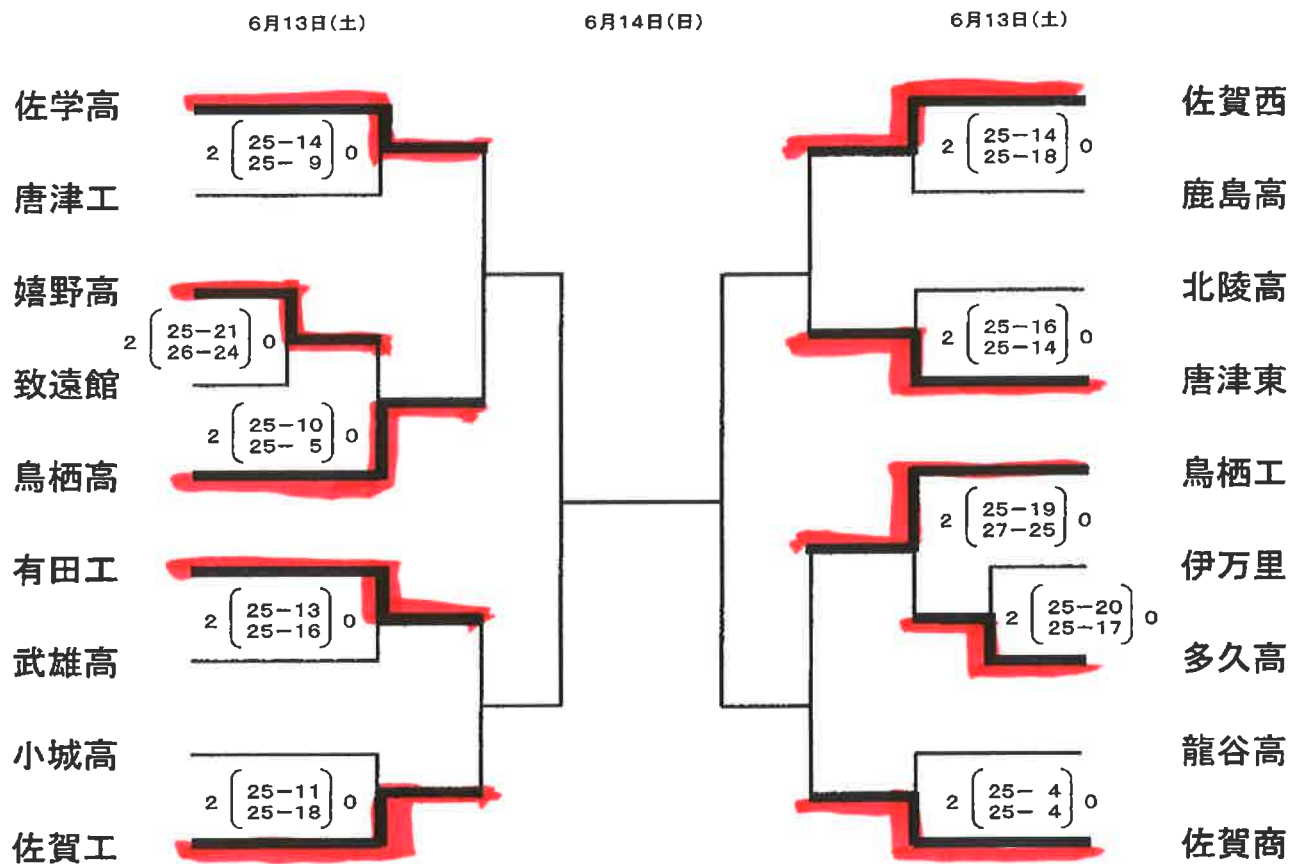 6月13日(土) 6月14日(日) 6月13日(土)
佐学高
2 25-14 0
25- 9
唐津工
嬉野高
2 25-21 0
26-24
致遠館
2 25-10 0
25- 5
鳥栖高
有田工
2 25-13 0
25-16
武雄高
小城高
2 25-11 0
25-18
佐賀工
佐賀西
2 25-14 0
25-18
鹿島高
北陵高
2 25-16 0
25-14
唐津東
鳥栖工
2 25-19 0
27-25
伊万里
2 25-20 0
25-17
多久高
龍谷高
2 25- 4 0
25- 4
佐賀商